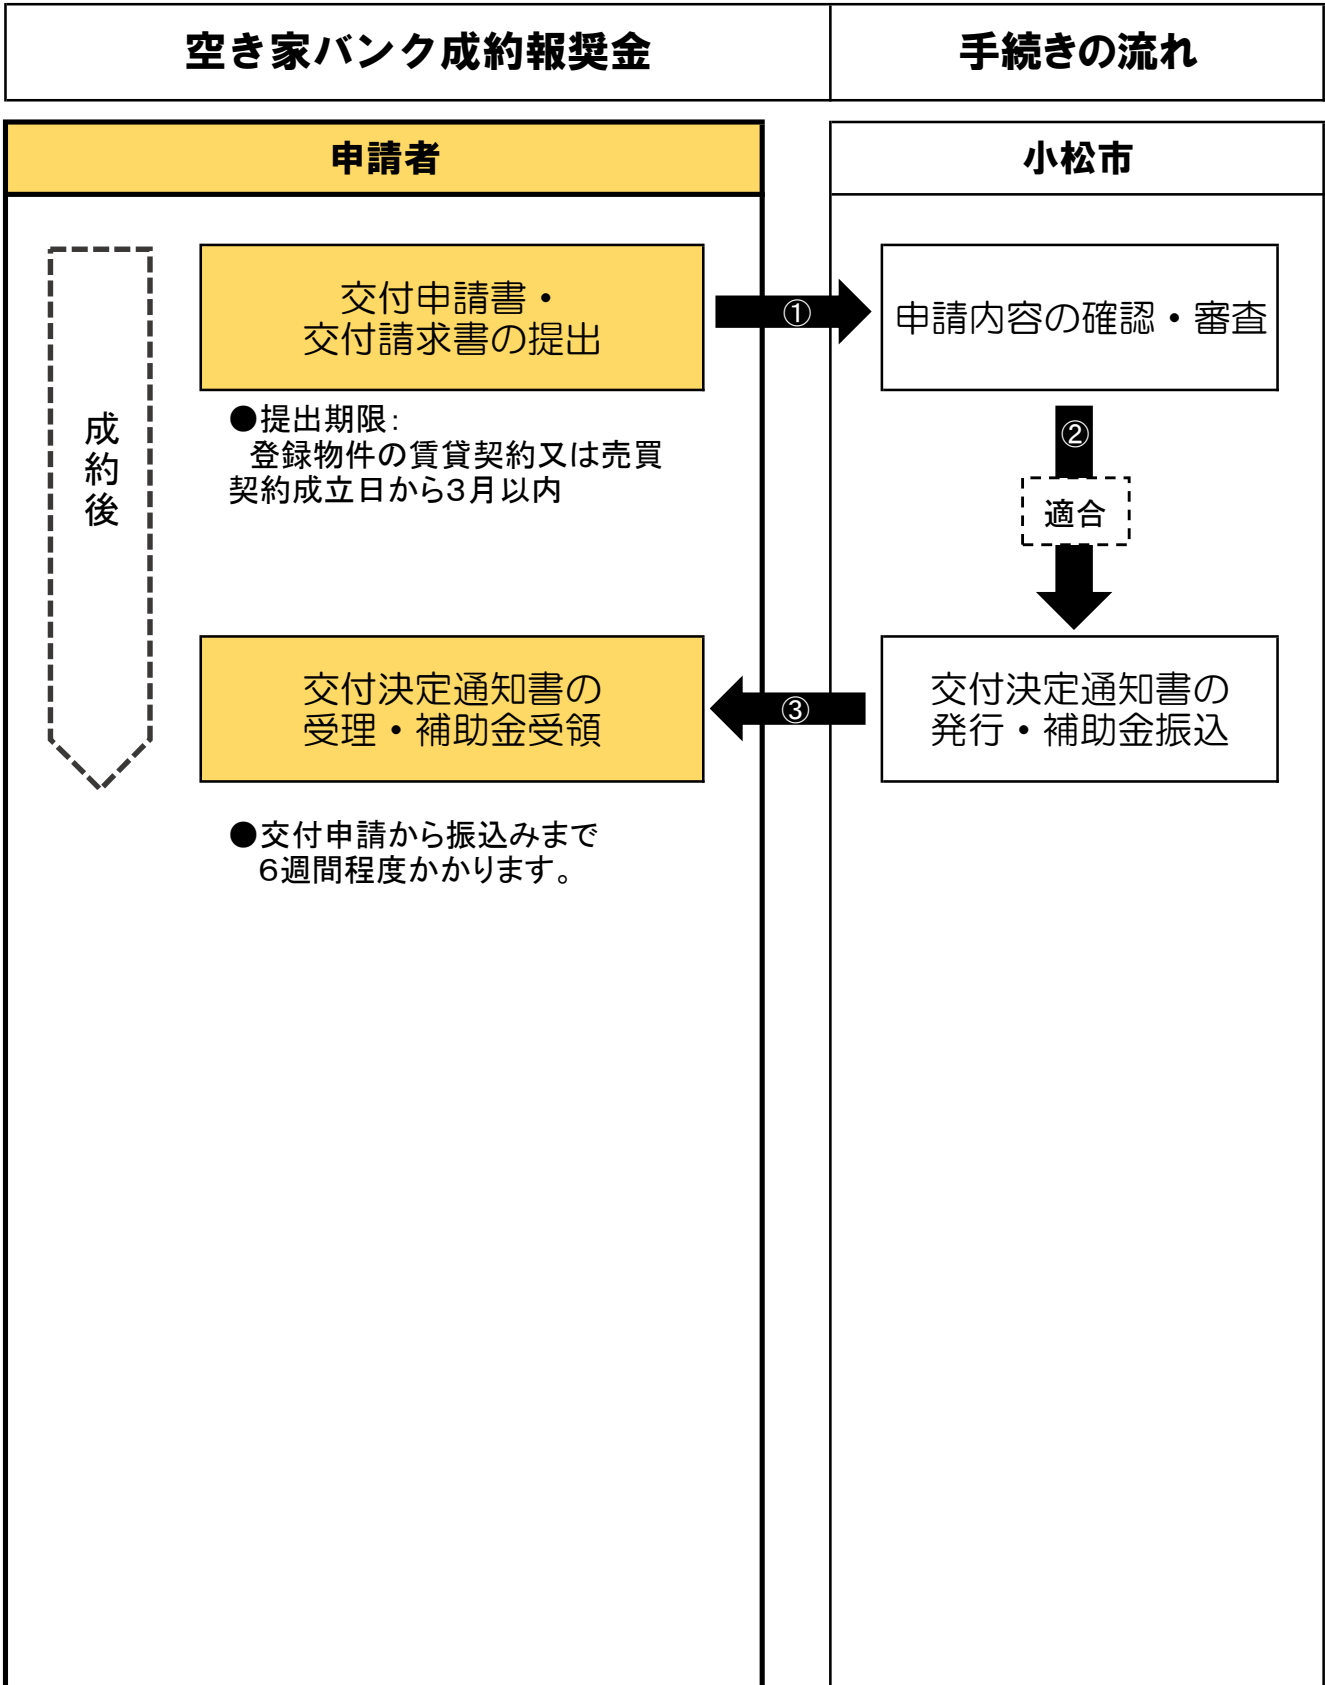 空き家バンク成約報奨金
手続きの流れ
申請者
小松市
成約後
交付申請書・
交付請求書の提出
①
申請内容の確認・審査
●提出期限：
登録物件の賃貸契約又は売買
契約成立日から３月以内
②
適合
交付決定通知書の
受理・補助金受領
③
交付決定通知書の
発行・補助金振込
●交付申請から振込みまで
６週間程度かかります。